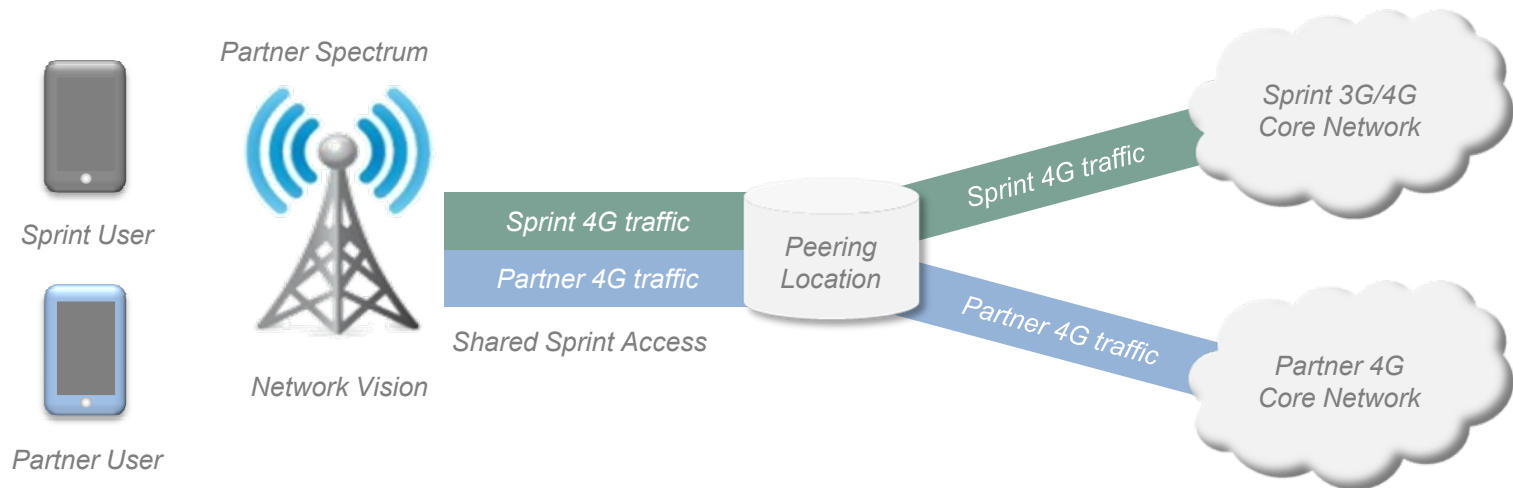 Partner Spectrum
Sprint User
Partner User
Network Vision
Sprint 4G traffic
Partner 4G traffic
Shared Sprint Access
Peering
Location
Sprint 4G traffic
Partner 4G traffic
Sprint 3G/4G
Core Network
Partner 4G
Core Network